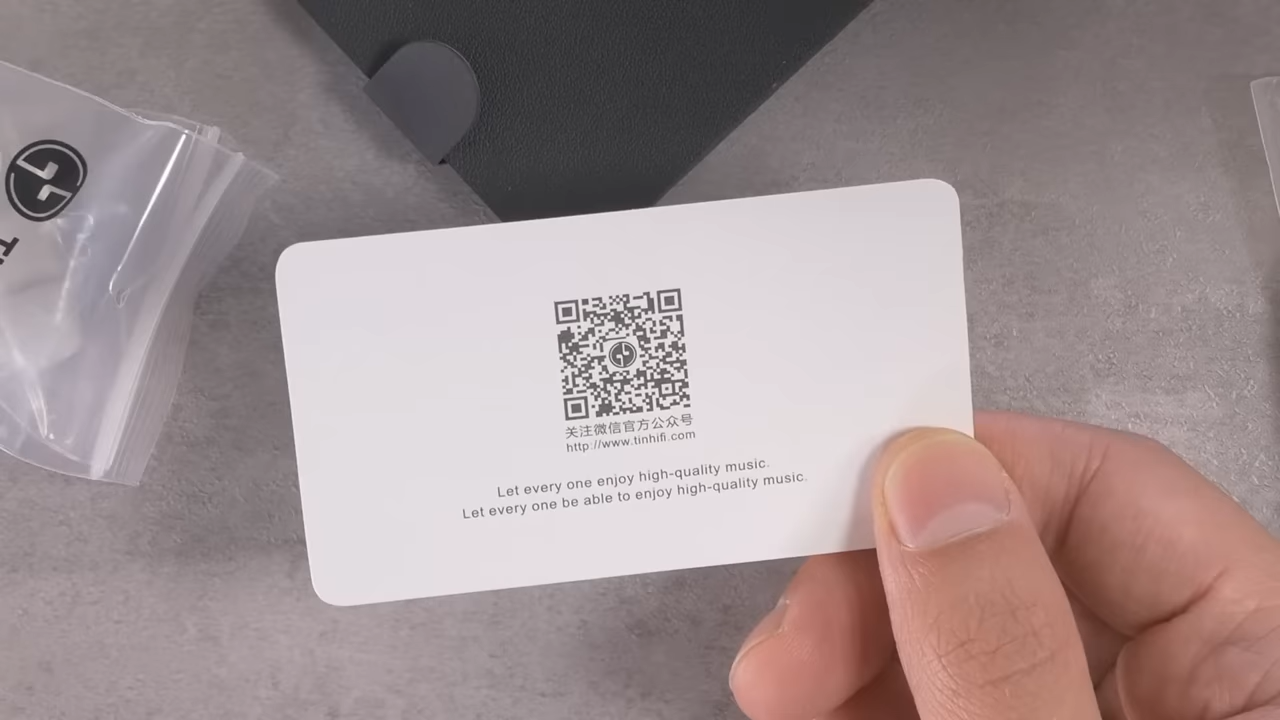 关注微信官方公众号
http://www.tinhifi.com
Let every one enjoy high-quality music.
Let every one be able to enjoy high-quality music.